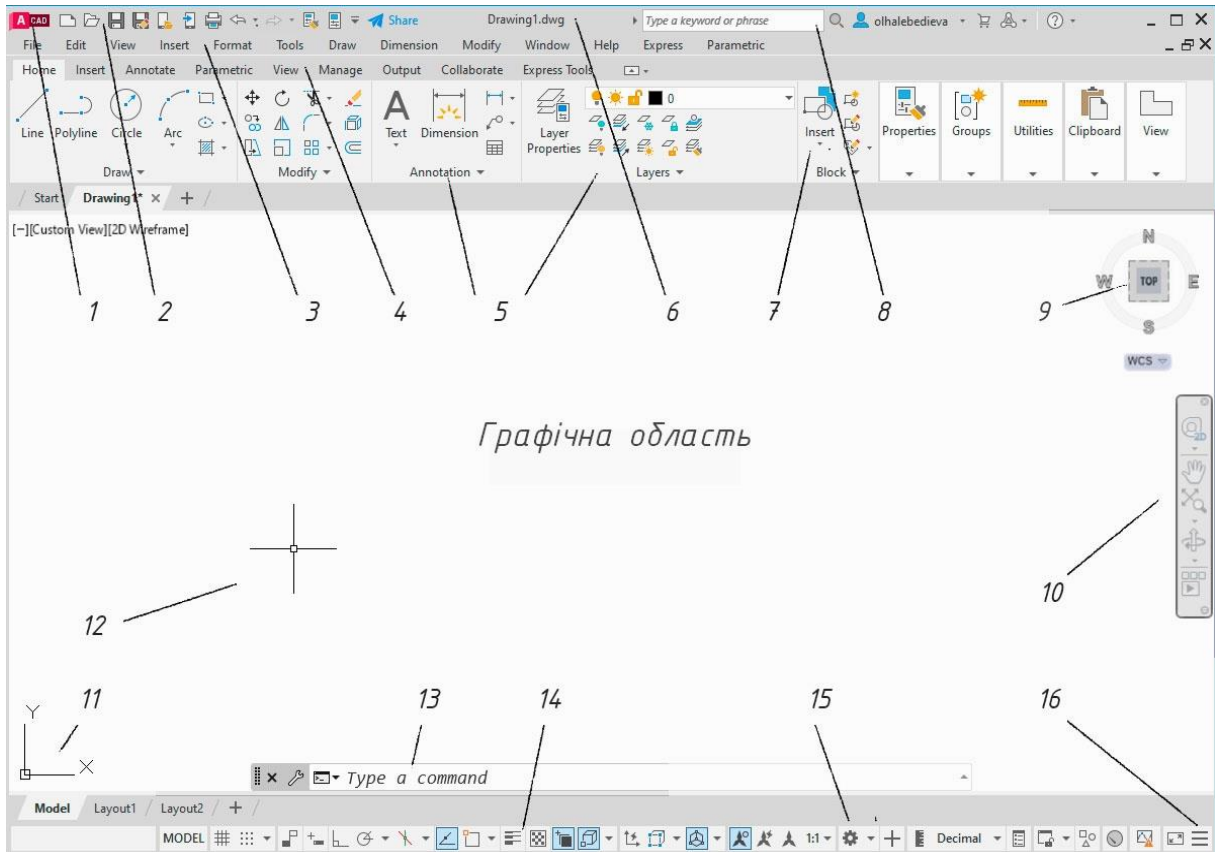 A CAD Share Drawing1.dwg Type a keyword or phrase olhalebedieva
File Edit View Insert Format Tools Draw Dimension Modify Window Help Express Parametric
Home Insert Annotate Parametric View Manage Output Collaborate Express Tools
0
Line Polyline Circle Arc Text Dimension Layer Properties Insert Properties Groups Utilities Clipboard View
Draw Modify Annotation Layers Block
Start Drawing1* +
[−][Custom View][2D Wireframe]
N
W TOP E
S
1 2 3 4 5 6 7 8 9
WCS
Графічна область
2D
10
12
11 13 14 15 16
Y
X
Type a command
Model Layout1 Layout2 +
MODEL 1:1 Decimal